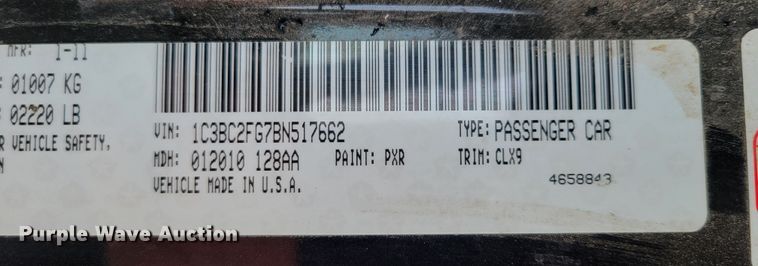 MFR: 1-11
: 01007 KG
: 02220 LB
R VEHICLE SAFETY,
N
VIN: 1C3BC2FG7BN517662
TYPE: PASSENGER CAR
MDH: 012010 128AA
PAINT: PXR
TRIM: CLX9
VEHICLE MADE IN U.S.A.
4658843
Purple Wave Auction